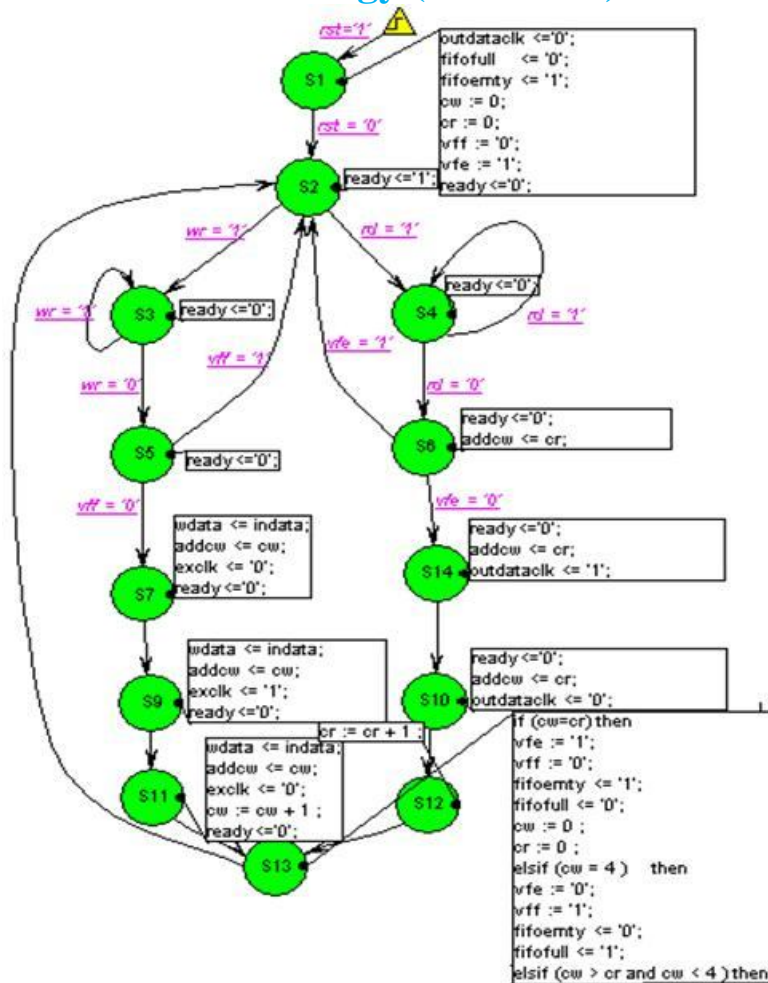 rst='1'
S1
outdataclk <='0';
fifofull <= '0';
fifoemty <= '1';
cw := 0;
cr := 0;
vff := '0';
vfe := '1';
ready<='0';
rst = '0'
S2
ready<='1';
wr = '1'
rd = '1'
wr = '1'
S3
ready<='0';
vff = '1'
vfe = '1'
S4
ready<='0';
rd = '1'
wr = '0'
rd = '0'
S5
ready<='0';
S6
ready<='0';
addcw <= cr;
vff = '0'
vfe = '0'
S7
wdata <= indata;
addcw <= cw;
exclk <= '0';
ready<='0';
S14
ready<='0';
addcw <= cr;
outdataclk <= '1';
S9
wdata <= indata;
addcw <= cw;
exclk <= '1';
ready<='0';
S10
ready<='0';
addcw <= cr;
outdataclk <= '0';
cr := cr + 1 ;
S11
wdata <= indata;
addcw <= cw;
exclk <= '0';
cw := cw + 1 ;
ready<='0';
S12
S13
if (cw=cr) then
vfe := '1';
vff := '0';
fifoemty <= '1';
fifofull <= '0';
cw := 0 ;
cr := 0 ;
elsif (cw = 4 ) then
vfe := '0';
vff := '1';
fifoemty <= '0';
fifofull <= '1';
elsif (cw > cr and cw < 4 ) then